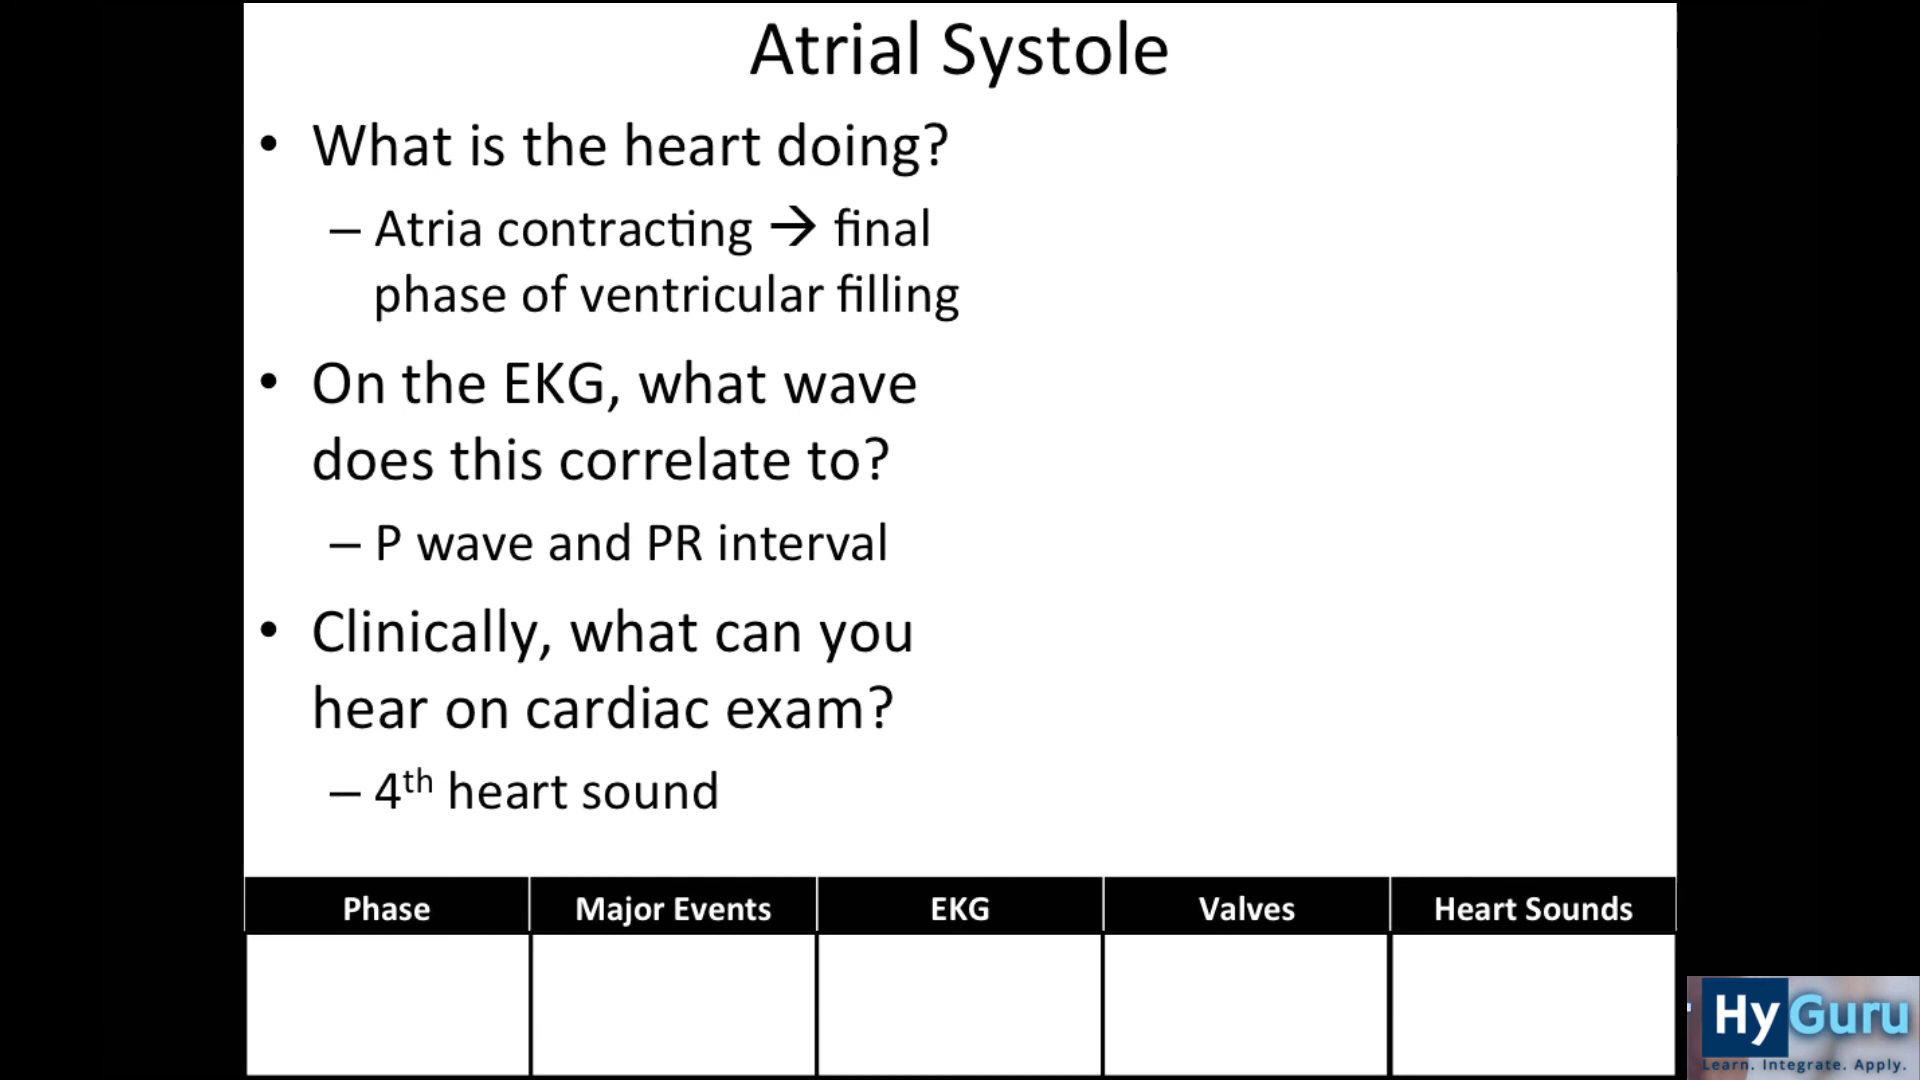 Atrial Systole
• What is the heart doing?
– Atria contracting → final
phase of ventricular filling
• On the EKG, what wave
does this correlate to?
– P wave and PR interval
• Clinically, what can you
hear on cardiac exam?
– 4th heart sound
Phase Major Events EKG Valves Heart Sounds
HyGuru
Learn. Integrate. Apply.